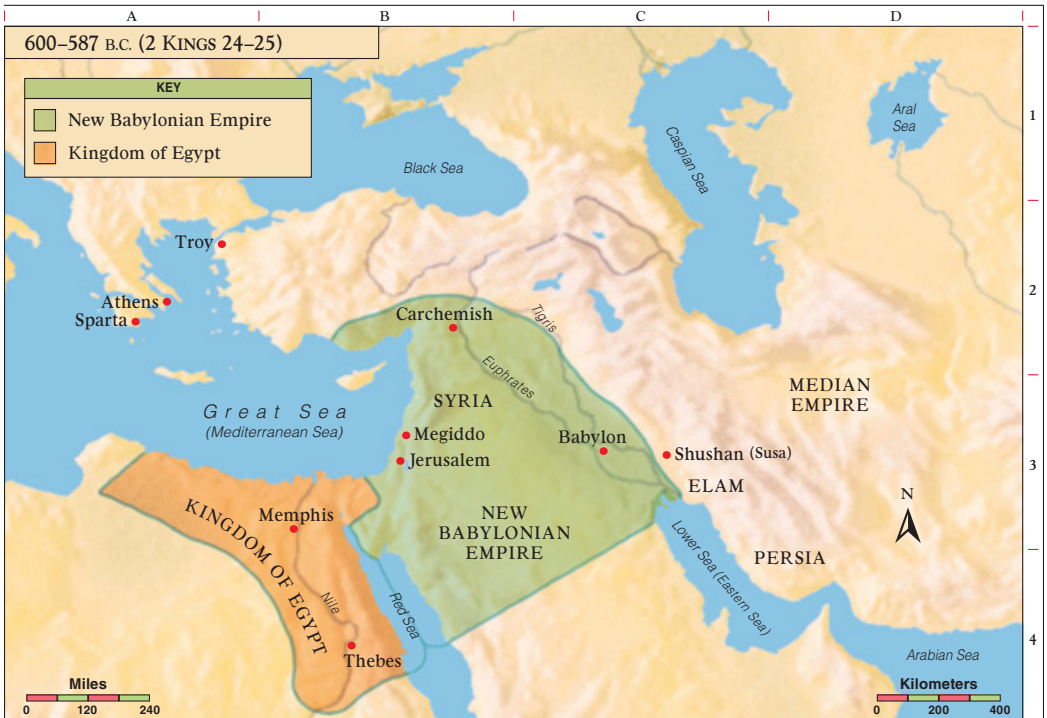 A B C D
600–587 B.C. (2 KINGS 24–25)
KEY
New Babylonian Empire
Kingdom of Egypt
1
2
3
4
Black Sea
Caspian Sea
Aral
Sea
Troy
Athens
Sparta
Carchemish
Tigris
Euphrates
SYRIA
MEDIAN
EMPIRE
Great Sea
(Mediterranean Sea)
Megiddo
Jerusalem
Babylon
Shushan (Susa)
ELAM
N
KINGDOM OF EGYPT
Memphis
NEW
BABYLONIAN
EMPIRE
PERSIA
Lower Sea (Eastern Sea)
Nile
Red Sea
Thebes
Arabian Sea
Miles
0 120 240
Kilometers
0 200 400